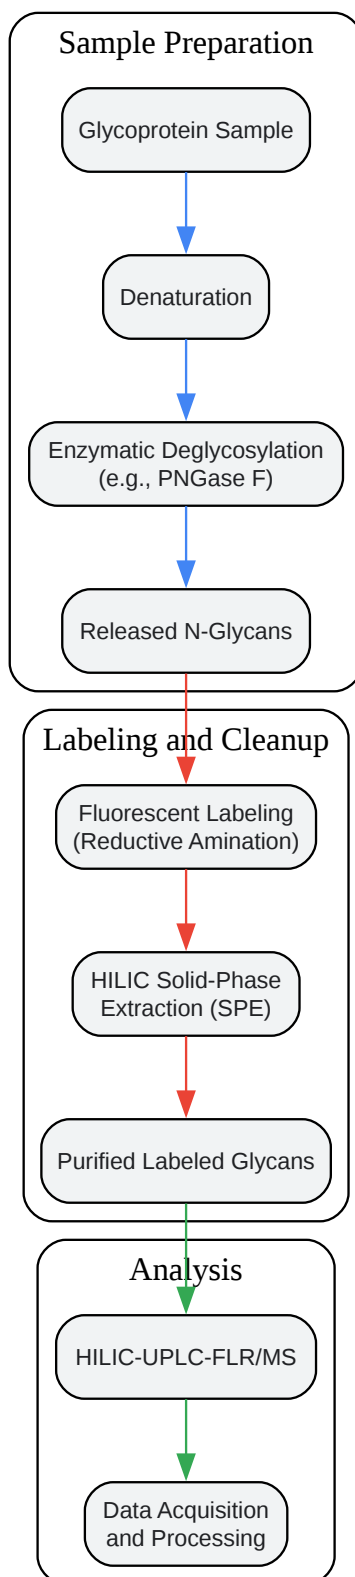 Sample Preparation
Glycoprotein Sample
Denaturation
Enzymatic Deglycosylation
(e.g., PNGase F)
Released N-Glycans
Labeling and Cleanup
Fluorescent Labeling
(Reductive Amination)
HILIC Solid-Phase
Extraction (SPE)
Purified Labeled Glycans
Analysis
HILIC-UPLC-FLR/MS
Data Acquisition
and Processing